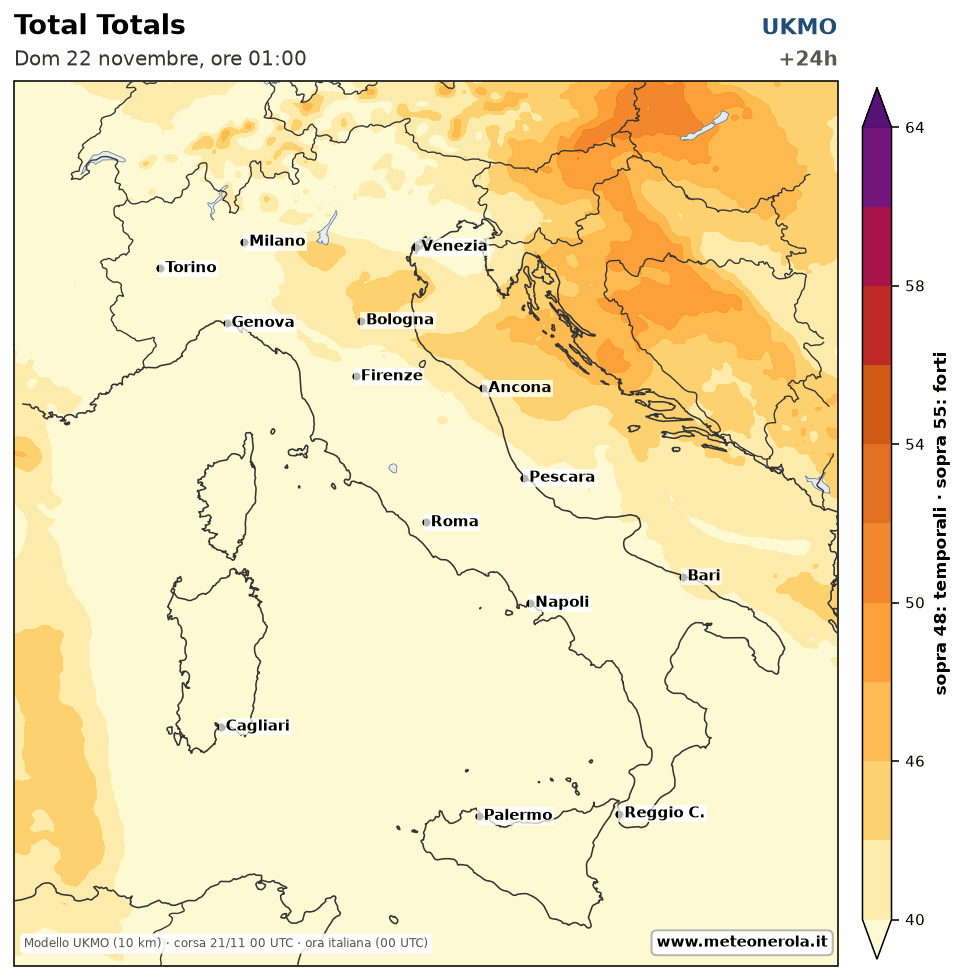 Total Totals
UKMO
Dom 22 novembre, ore 01:00
+24h
64
58
54
50
46
40
sopra 48: temporali · sopra 55: forti
Milano
Venezia
Torino
Genova
Bologna
Firenze
Ancona
Pescara
Roma
Bari
Napoli
Cagliari
Palermo
Reggio C.
Modello UKMO (10 km) · corsa 21/11 00 UTC · ora italiana (00 UTC)
www.meteonerola.it